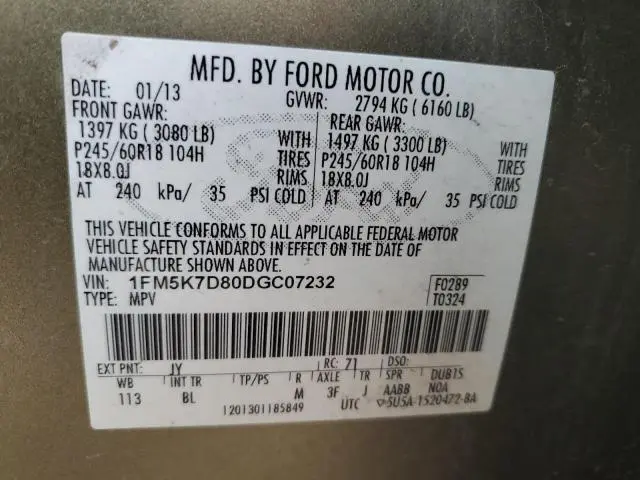 MFD. BY FORD MOTOR CO.
DATE: 01/13 GVWR: 2794 KG ( 6160 LB)
FRONT GAWR: REAR GAWR:
1397 KG ( 3080 LB) WITH 1497 KG ( 3300 LB) WITH
P245/60R18 104H TIRES P245/60R18 104H TIRES
18X8.0J RIMS 18X8.0J RIMS
AT 240 kPa/ 35 PSI COLD AT 240 kPa/ 35 PSI COLD
THIS VEHICLE CONFORMS TO ALL APPLICABLE FEDERAL MOTOR
VEHICLE SAFETY STANDARDS IN EFFECT ON THE DATE OF
MANUFACTURE SHOWN ABOVE.
VIN: 1FM5K7D80DGC07232 F0289
TYPE: MPV T0324
EXT PNT: JY RC: 71 DSO:
WB INT TR TP/PS R AXLE TR SPR DUB1S
113 BL M 3F J AABB NOA
1201301185849 UTC 5U5A-1520472-BA